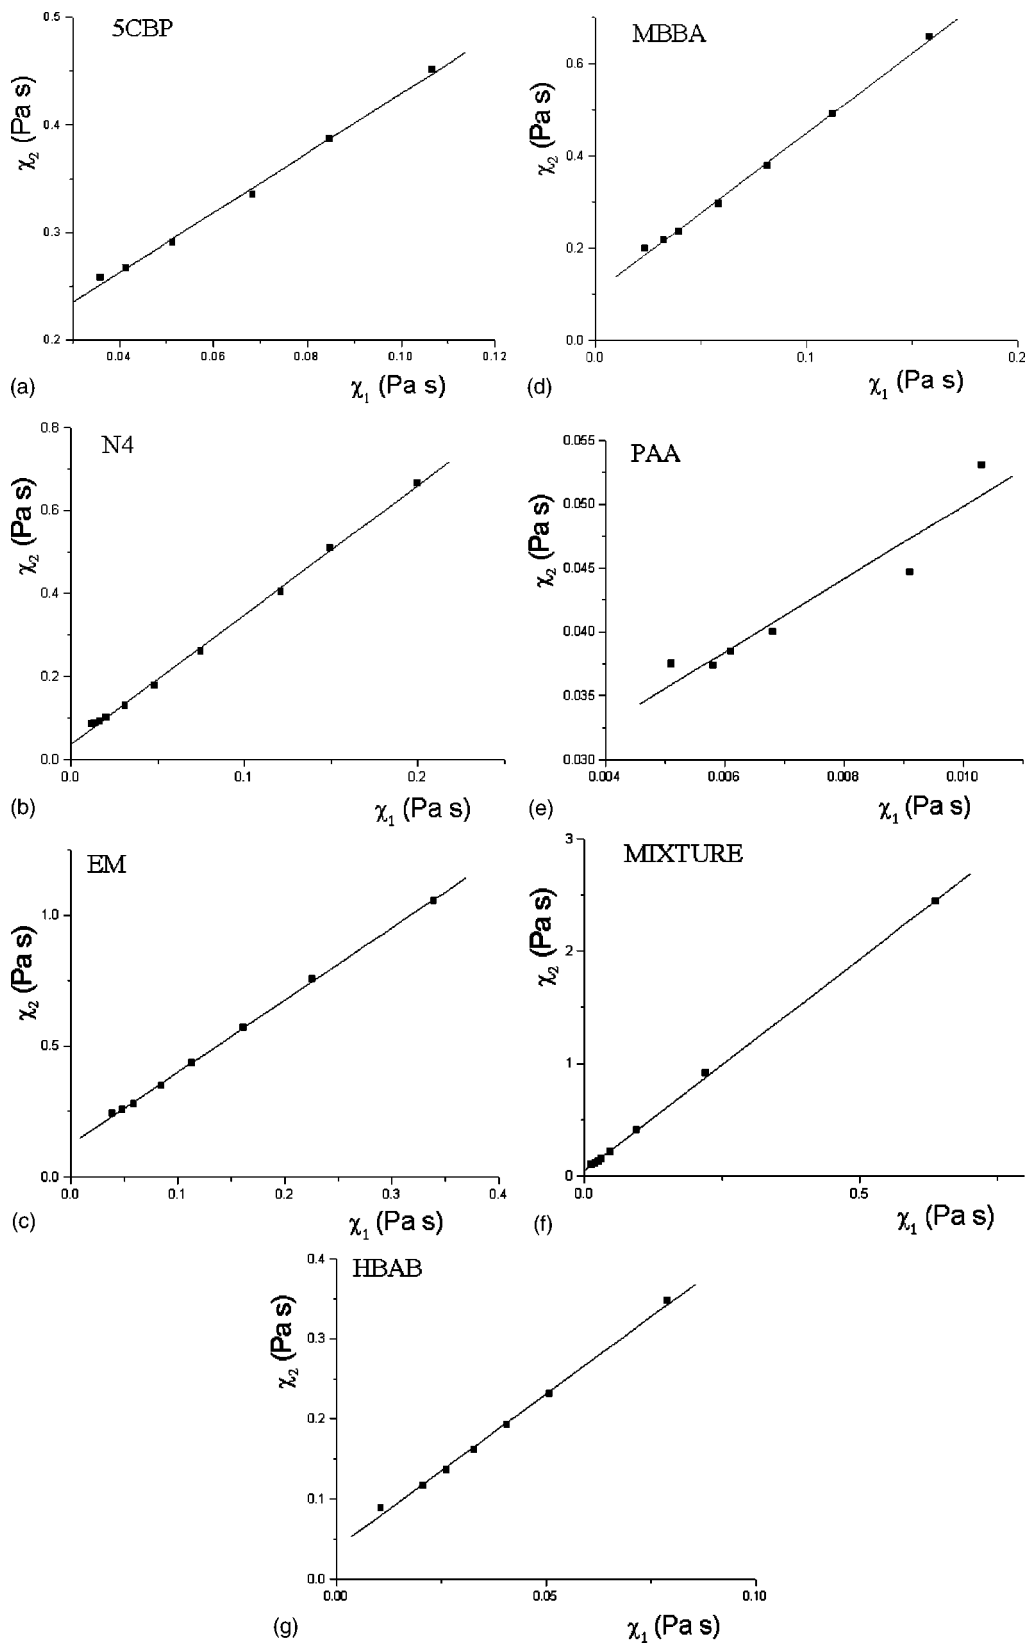 5CBP
0.5
0.4
0.3
0.2
χ₂ (Pa s)
0.04 0.06 0.08 0.10 0.12
(a) χ₁ (Pa s)
MBBA
0.6
0.4
0.2
0.0
χ₂ (Pa s)
0.0 0.1 0.2
(d) χ₁ (Pa s)
N4
0.8
0.6
0.4
0.2
0.0
χ₂ (Pa s)
0.0 0.1 0.2
(b) χ₁ (Pa s)
PAA
0.055
0.050
0.045
0.040
0.035
0.030
χ₂ (Pa s)
0.004 0.006 0.008 0.010
(e) χ₁ (Pa s)
EM
1.0
0.5
0.0
χ₂ (Pa s)
0.0 0.1 0.2 0.3 0.4
(c) χ₁ (Pa s)
MIXTURE
3
2
1
0
χ₂ (Pa s)
0.0 0.5
(f) χ₁ (Pa s)
HBAB
0.4
0.3
0.2
0.1
0.0
χ₂ (Pa s)
0.00 0.05 0.10
(g) χ₁ (Pa s)